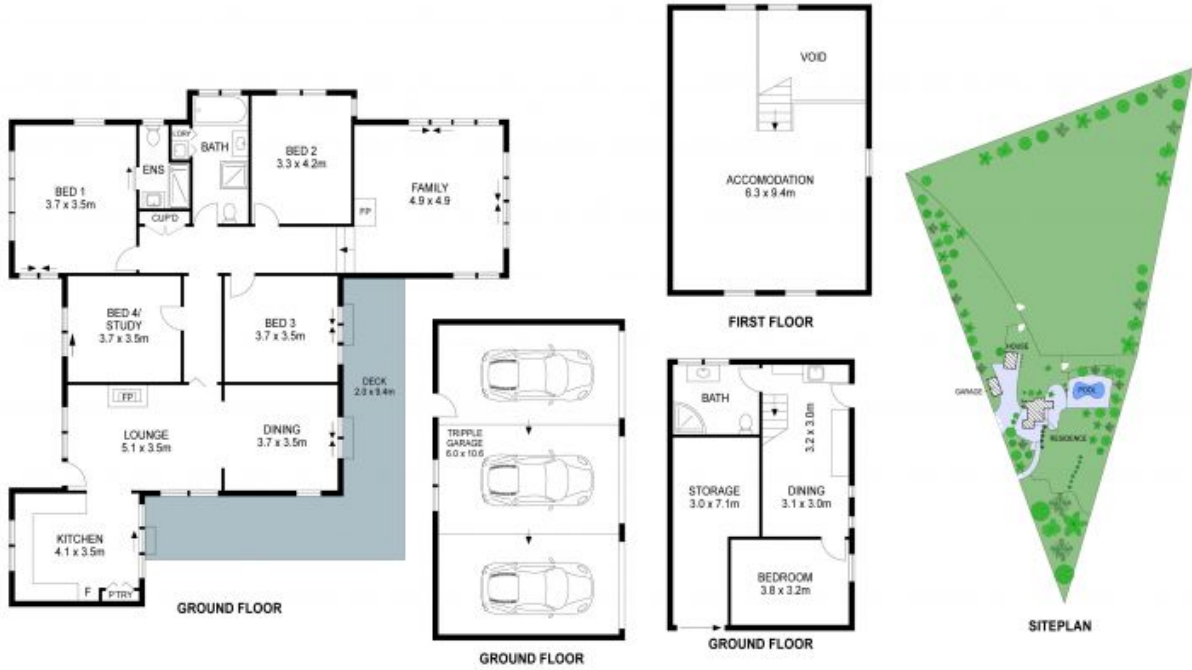 LDRY
BATH
ENS
BED 1
3.7 x 3.5m
CUP'D
BED 2
3.3 x 4.2m
FAMILY
4.9 x 4.9
FP
BED 4/
STUDY
3.7 x 3.5m
BED 3
3.7 x 3.5m
DECK
2.0 x 9.4m
FP
LOUNGE
5.1 x 3.5m
DINING
3.7 x 3.5m
KITCHEN
4.1 x 3.5m
F
PTRY
GROUND FLOOR
TRIPPLE
GARAGE
6.0 x 10.6
GROUND FLOOR
VOID
ACCOMODATION
6.3 x 9.4m
FIRST FLOOR
BATH
3.2 x 3.0m
STORAGE
3.0 x 7.1m
DINING
3.1 x 3.0m
BEDROOM
3.8 x 3.2m
GROUND FLOOR
HOUSE
GARAGE
POOL
RESIDENCE
SITEPLAN